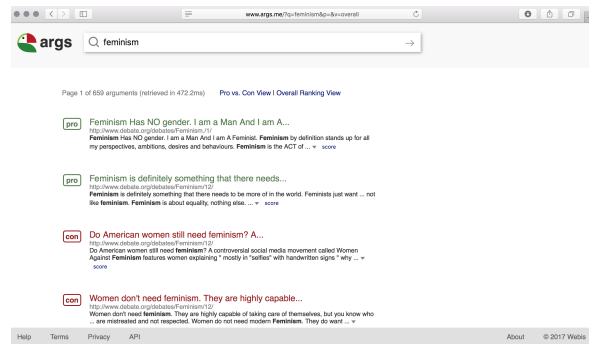 www.args.me/?q=feminism&p=&v=overall
args
feminism
Page 1 of 659 arguments (retrieved in 472.2ms) Pro vs. Con View | Overall Ranking View
pro Feminism Has NO gender. I am a Man And I am A...
http://www.debate.org/debates/Feminism./1/
Feminism Has NO gender. I am a Man And I am A Feminist. Feminism by definition stands up for all
my perspectives, ambitions, desires and behaviours. Feminism is the ACT of ... score
pro Feminism is definitely something that there needs...
http://www.debate.org/debates/Feminism/12/
Feminism is definitely something that there needs to be more of in the world. Feminists just want ... not
like feminism. Feminism is about equality, nothing else. ... score
con Do American women still need feminism? A...
http://www.debate.org/debates/Feminism/12/
Do American women still need feminism? A controversial social media movement called Women
Against Feminism features women explaining " mostly in "selfies" with handwritten signs " why ...
score
con Women don't need feminism. They are highly capable...
http://www.debate.org/debates/Feminism/12/
Women don't need feminism. They are highly capable of taking care of themselves, but you know who
... are mistreated and not respected. Women do not need modern Feminism. They do want ...
Help Terms Privacy API About © 2017 Webis